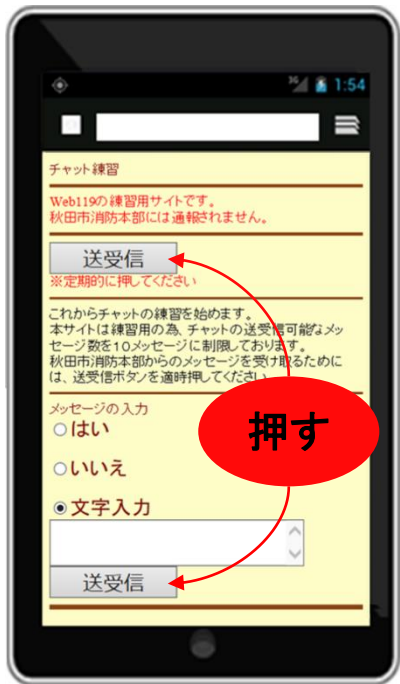 3G 1:54
チャット練習
Web119の練習用サイトです。
秋田市消防本部には通報されません。
送受信
※定期的に押してください
これからチャットの練習を始めます。
本サイトは練習用の為、チャットの送受信可能なメッ
セージ数を10メッセージに制限しております。
秋田市消防本部からのメッセージを受け取るために
は、送受信ボタンを適時押してください
押す
メッセージの入力
はい
いいえ
文字入力
送受信